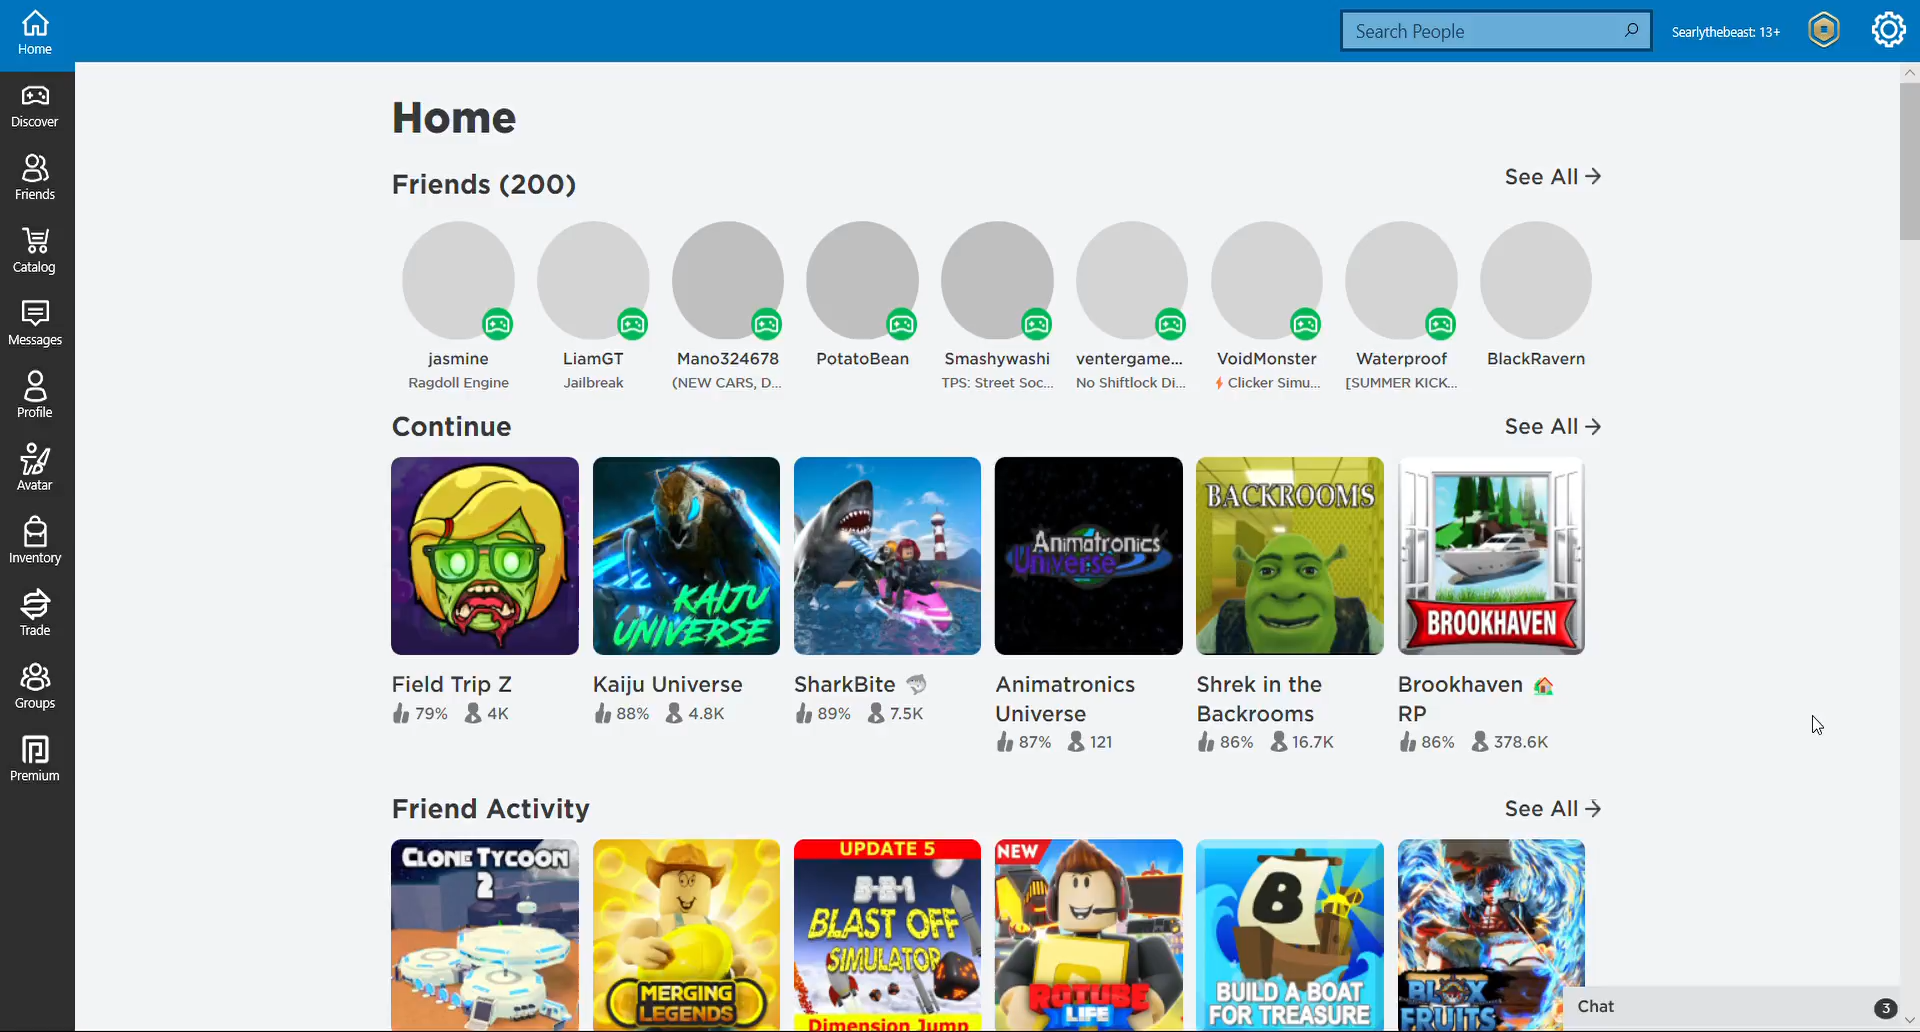 Home
Search People
Searlythebeast: 13+
Discover
Friends
Catalog
Messages
Profile
Avatar
Inventory
Trade
Groups
Premium
Home
Friends (200)
See All →
jasmine
Ragdoll Engine
LiamGT
Jailbreak
Mano324678
(NEW CARS, D...
PotatoBean
Smashywashi
TPS: Street Soc...
ventergame...
No Shiftlock Di...
VoidMonster
Clicker Simu...
Waterproof
[SUMMER KICK...
BlackRavern
Continue
See All →
KAIJU
UNIVERSE
Animatronics
Universe
BACKROOMS
BROOKHAVEN
Field Trip Z
79% 4K
Kaiju Universe
88% 4.8K
SharkBite
89% 7.5K
Animatronics
Universe
87% 121
Shrek in the
Backrooms
86% 16.7K
Brookhaven
RP
86% 378.6K
Friend Activity
See All →
CLONE TYCOON
2
MERGING
LEGENDS
UPDATE 5
3-2-1
BLAST OFF
SIMULATOR
Dimension Jump
NEW
ROTUBE
LIFE
B
BUILD A BOAT
FOR TREASURE
BLOX
FRUITS
Chat
3